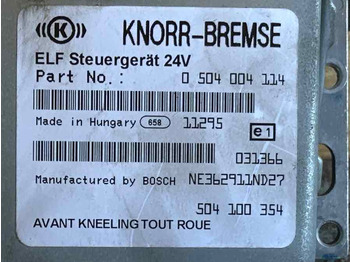 ((K)) KNORR-BREMSE
ELF Steuergerät 24V
Part No.: 0 504 004 114
Made in Hungary 658 11295
e1
031366
Manufactured by BOSCH NE362911ND27
504 100 354
AVANT KNEELING TOUT ROUE